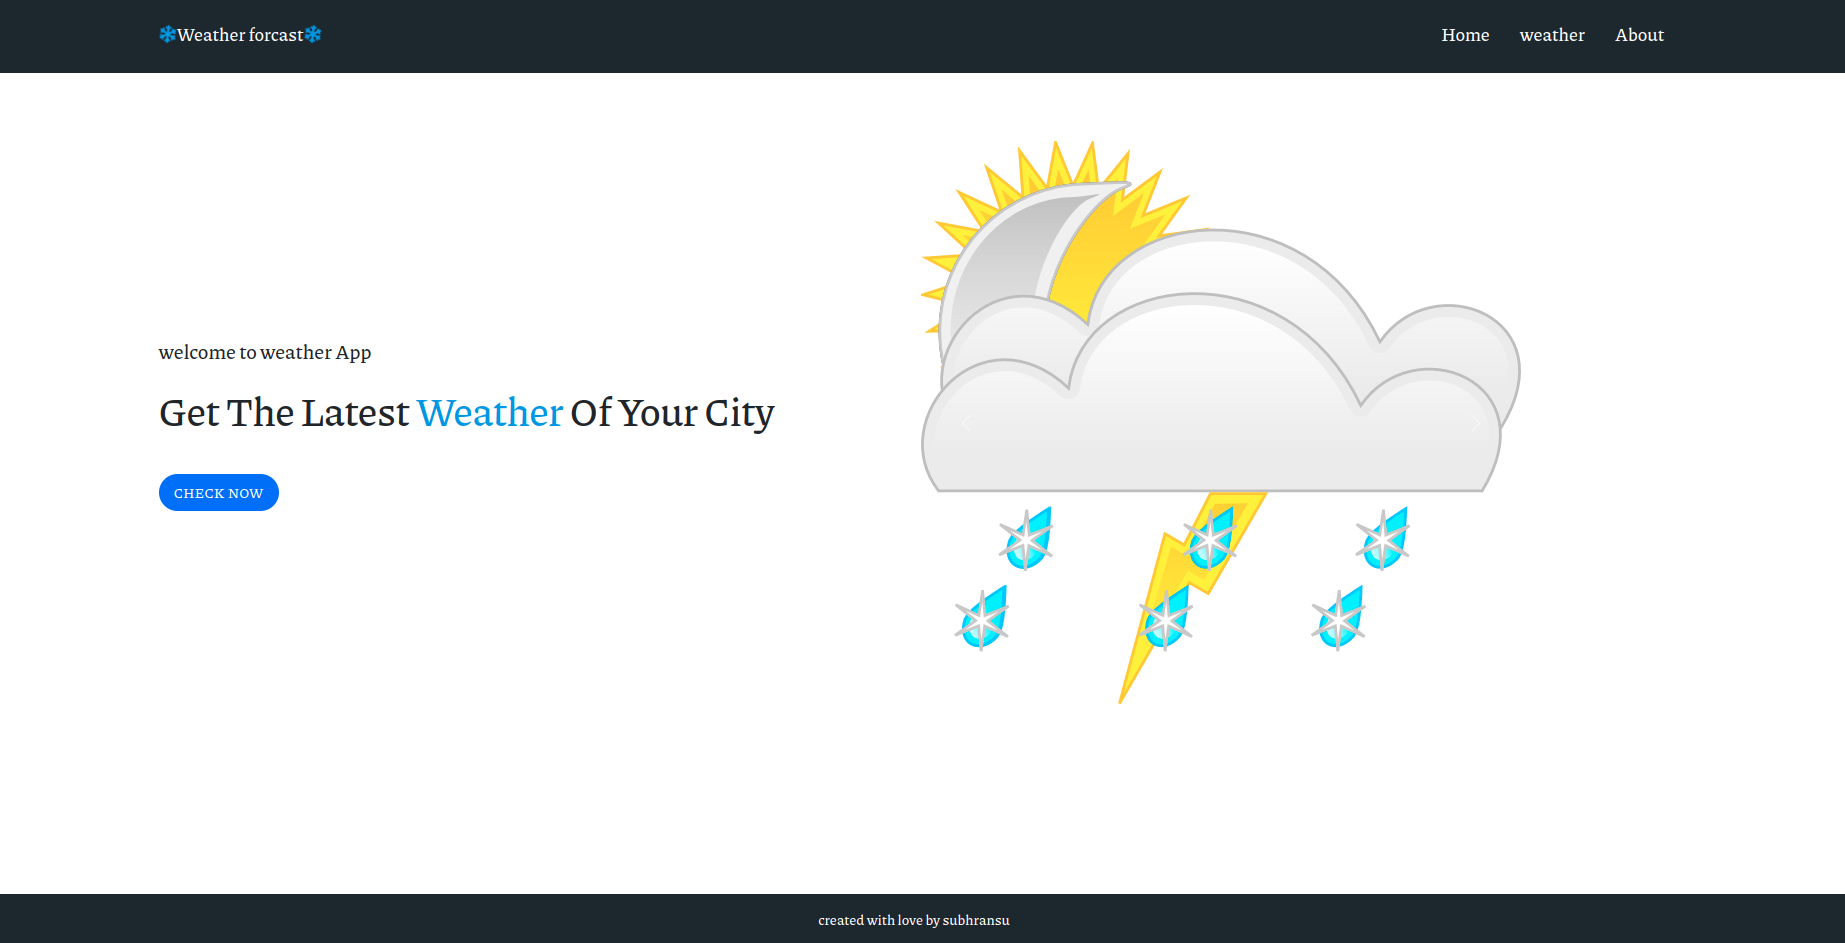 ❄Weather forcast❄
Home weather About
welcome to weather App
Get The Latest Weather Of Your City
CHECK NOW
created with love by subhransu